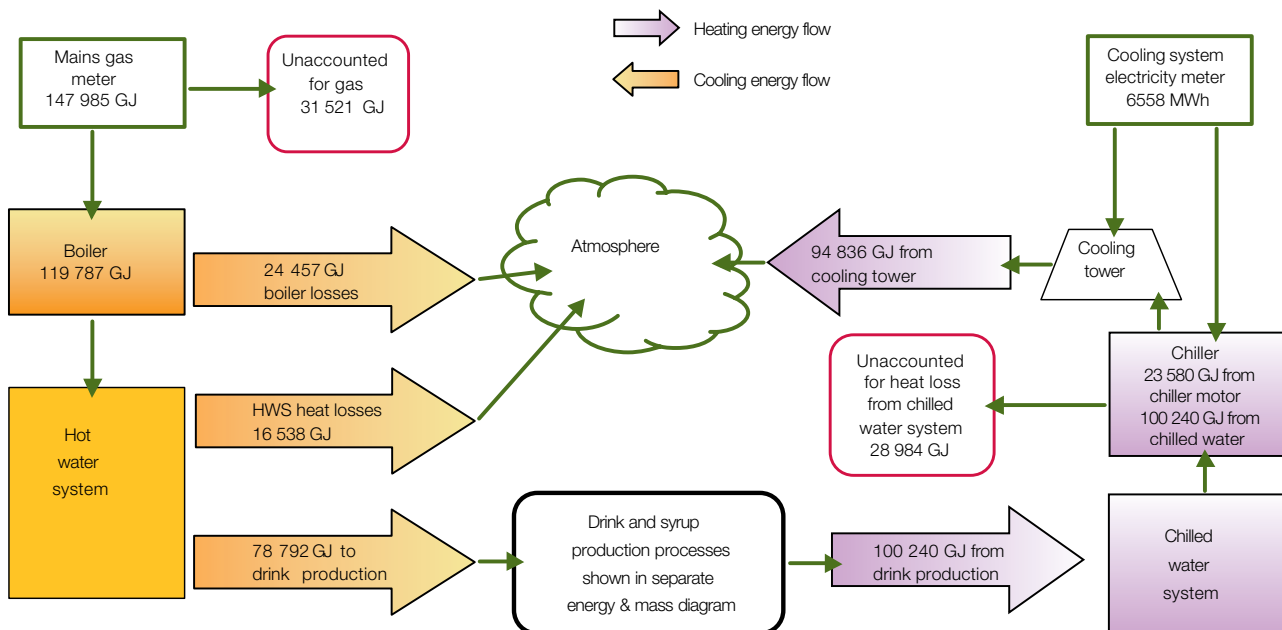 Heating energy flow
Cooling energy flow
Mains gas
meter
147 985 GJ
Unaccounted
for gas
31 521 GJ
Cooling system
electricity meter
6558 MWh
Boiler
119 787 GJ
24 457 GJ
boiler losses
Atmosphere
94 836 GJ from
cooling tower
Cooling
tower
Hot
water
system
HWS heat losses
16 538 GJ
Unaccounted
for heat loss
from chilled
water system
28 984 GJ
Chiller
23 580 GJ from
chiller motor
100 240 GJ from
chilled water
78 792 GJ to
drink production
Drink and syrup
production processes
shown in separate
energy & mass diagram
100 240 GJ from
drink production
Chilled
water
system